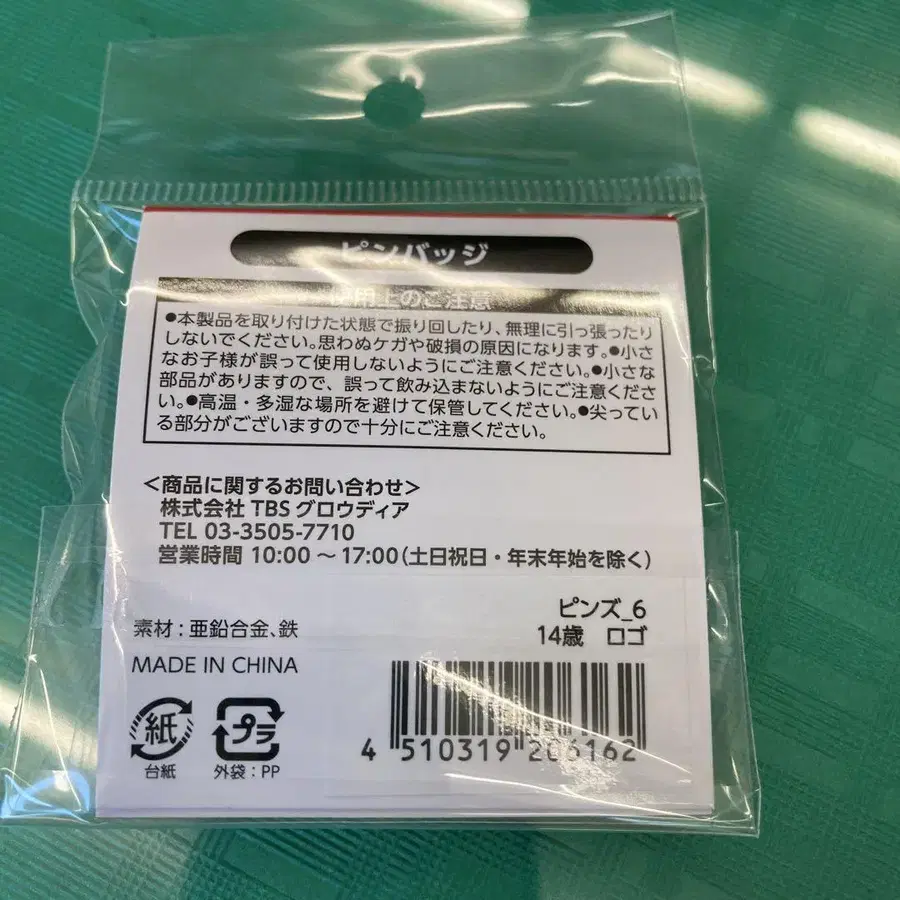 ピンバッジ
使用上のご注意
●本製品を取り付けた状態で振り回したり、無理に引っ張ったり
しないでください。思わぬケガや破損の原因になります。●小さ
なお子様が誤って使用しないようにご注意ください。●小さな
部品がありますので、誤って飲み込まないようにご注意くださ
い。●高温・多湿な場所を避けて保管してください。●尖ってい
る部分がございますので十分にご注意ください。
<商品に関するお問い合わせ>
株式会社 TBS グロウディア
TEL 03-3505-7710
営業時間 10:00 ～ 17:00（土日祝日・年末年始を除く）
ピンズ_6
14歳 ロゴ
素材：亜鉛合金、鉄
MADE IN CHINA
紙
台紙
プラ
外袋：PP
4 510319 206162